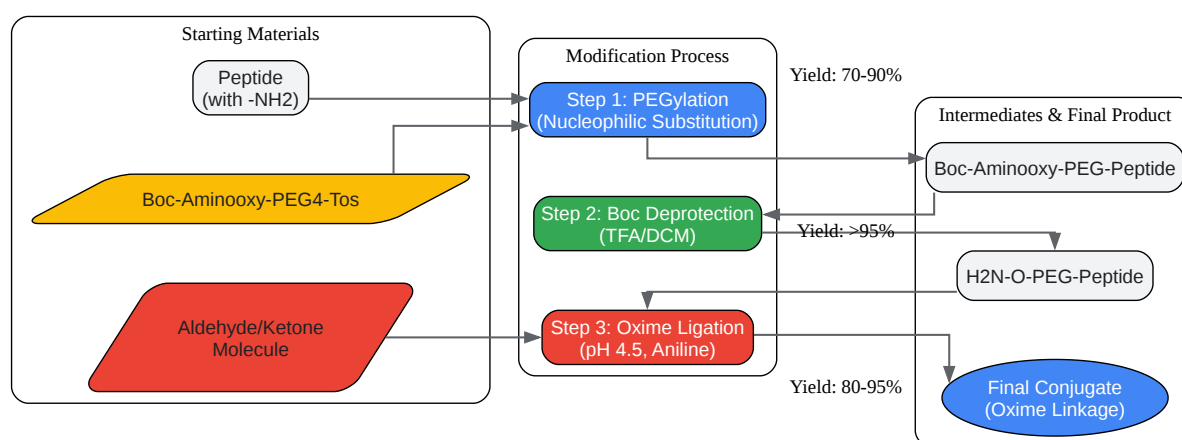 Starting Materials
Peptide
(with -NH2)
Boc-Aminooxy-PEG4-Tos
Aldehyde/Ketone
Molecule
Modification Process
Step 1: PEGylation
(Nucleophilic Substitution)
Step 2: Boc Deprotection
(TFA/DCM)
Step 3: Oxime Ligation
(pH 4.5, Aniline)
Yield: 70-90%
Yield: >95%
Yield: 80-95%
Intermediates & Final Product
Boc-Aminooxy-PEG-Peptide
H2N-O-PEG-Peptide
Final Conjugate
(Oxime Linkage)